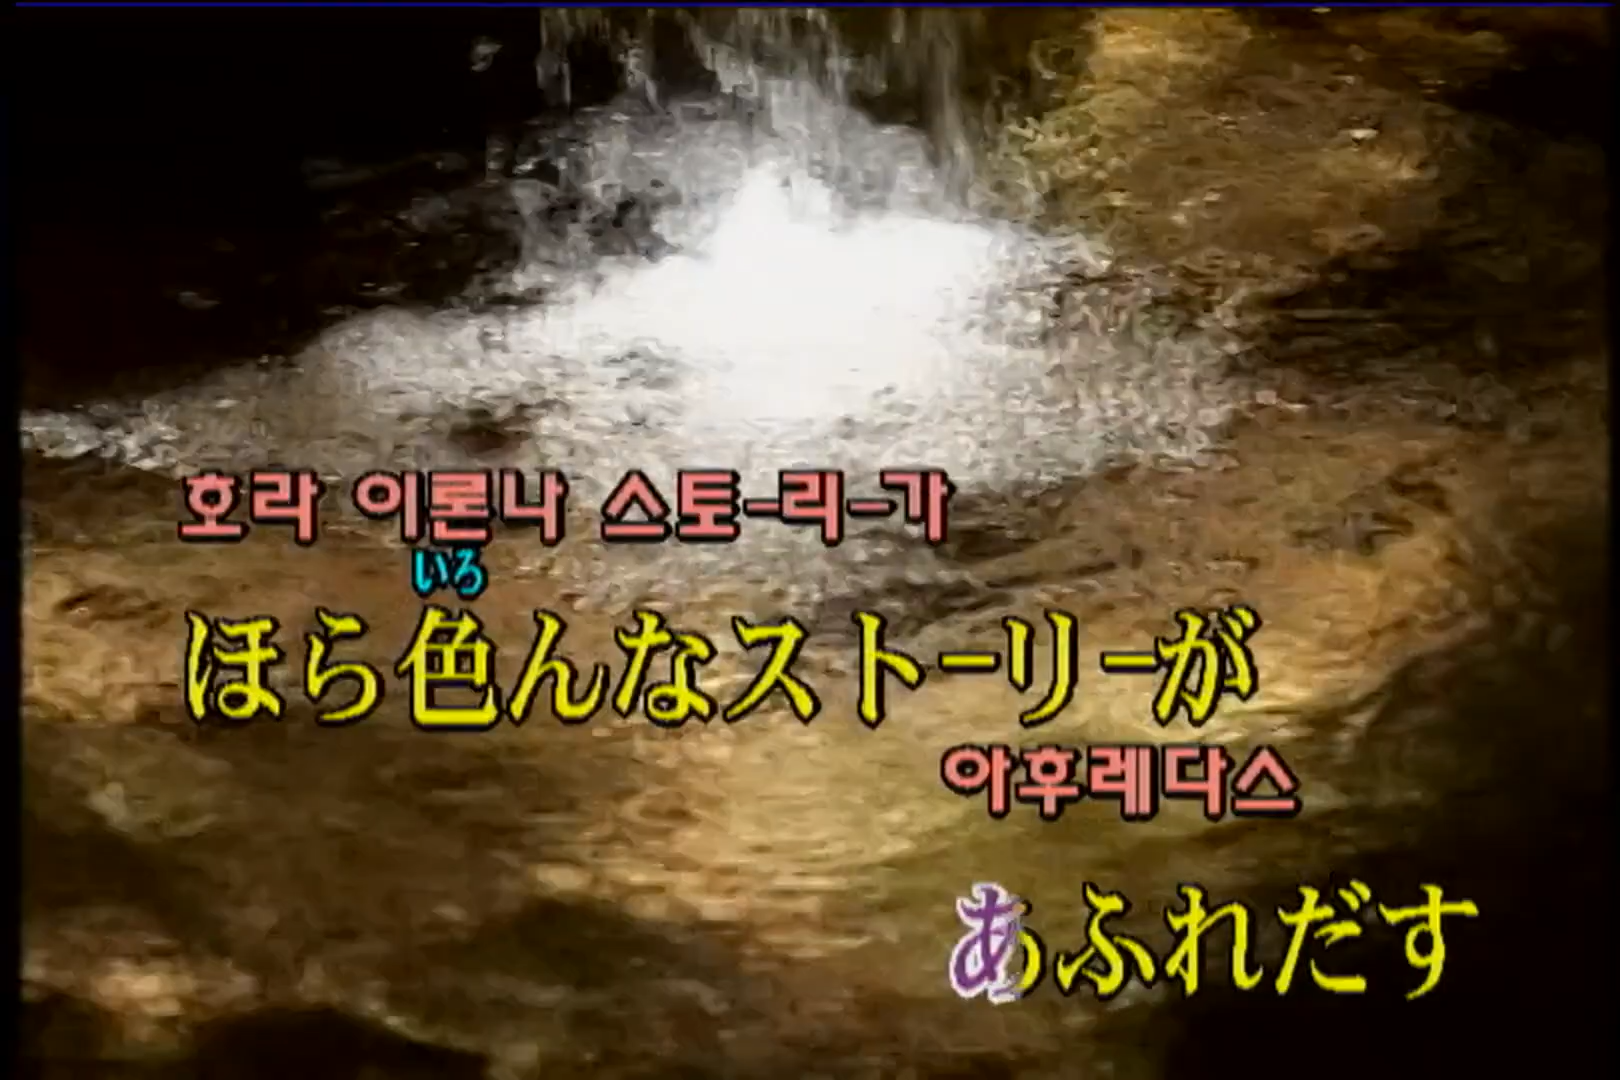 호라 이론나 스토-리-가
いろ
ほら色んなストーリーが
아후레다스
あふれだす